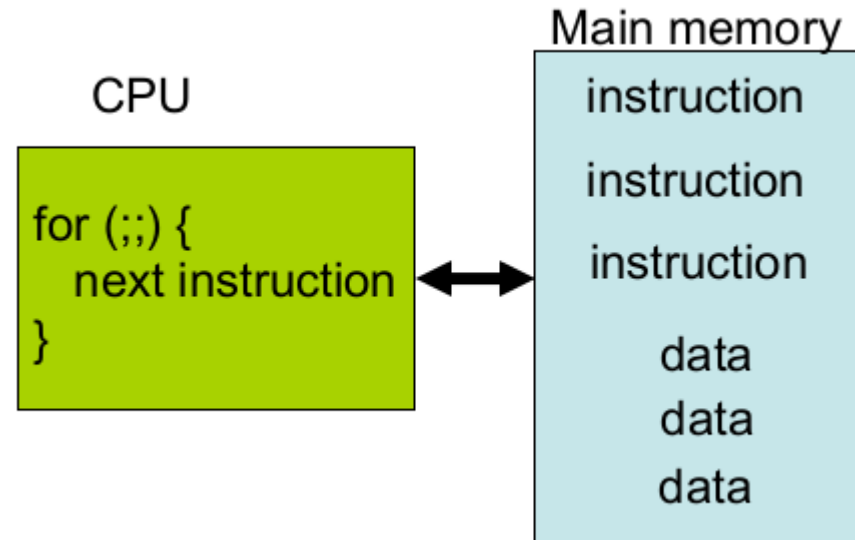 CPU
for (;;) {
next instruction
}
Main memory
instruction
instruction
instruction
data
data
data